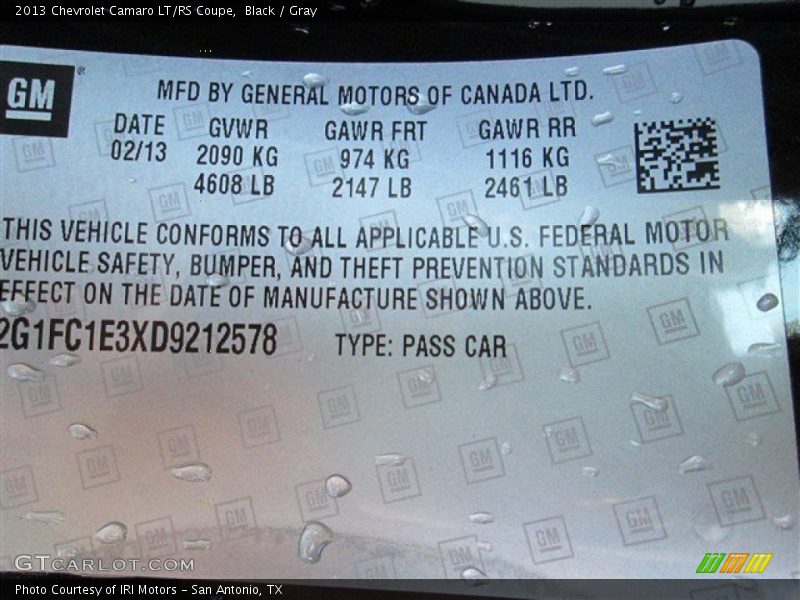 2013 Chevrolet Camaro LT/RS Coupe,  Black / Gray
GM
MFD BY GENERAL MOTORS OF CANADA LTD.
DATE GVWR GAWR FRT GAWR RR
02/13 2090 KG 974 KG 1116 KG
4608 LB 2147 LB 2461 LB
THIS VEHICLE CONFORMS TO ALL APPLICABLE U.S. FEDERAL MOTOR
VEHICLE SAFETY, BUMPER, AND THEFT PREVENTION STANDARDS IN
EFFECT ON THE DATE OF MANUFACTURE SHOWN ABOVE.
2G1FC1E3XD9212578 TYPE: PASS CAR
GTCARLOT.COM
Photo Courtesy of IRI Motors – San Antonio, TX